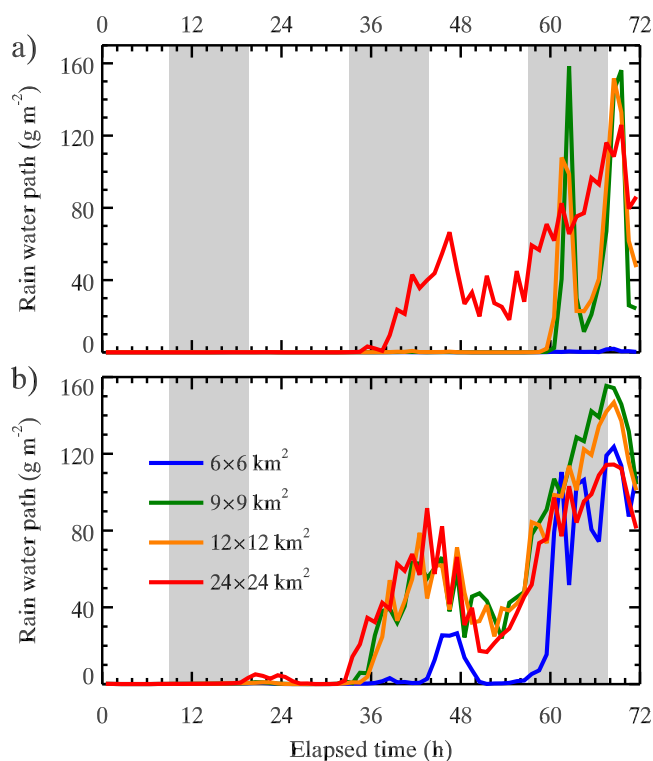 0 12 24 36 48 60 72
a)
160
120
80
40
0
Rain water path (g m⁻²)
b)
160
120
80
40
0
Rain water path (g m⁻²)
6×6 km²
9×9 km²
12×12 km²
24×24 km²
0 12 24 36 48 60 72
Elapsed time (h)